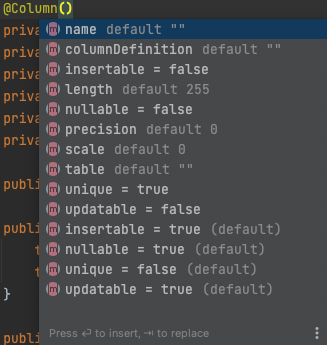 @Column()
name default ""
columnDefinition default ""
insertable = false
length default 255
nullable = false
precision default 0
scale default 0
table default ""
unique = true
updatable = false
insertable = true (default)
nullable = true (default)
unique = false (default)
updatable = true (default)
Press ↵ to insert, ⇥ to replace
priva
priva
priva
priva
priva
priva
publi
publi
t
t
}
publi